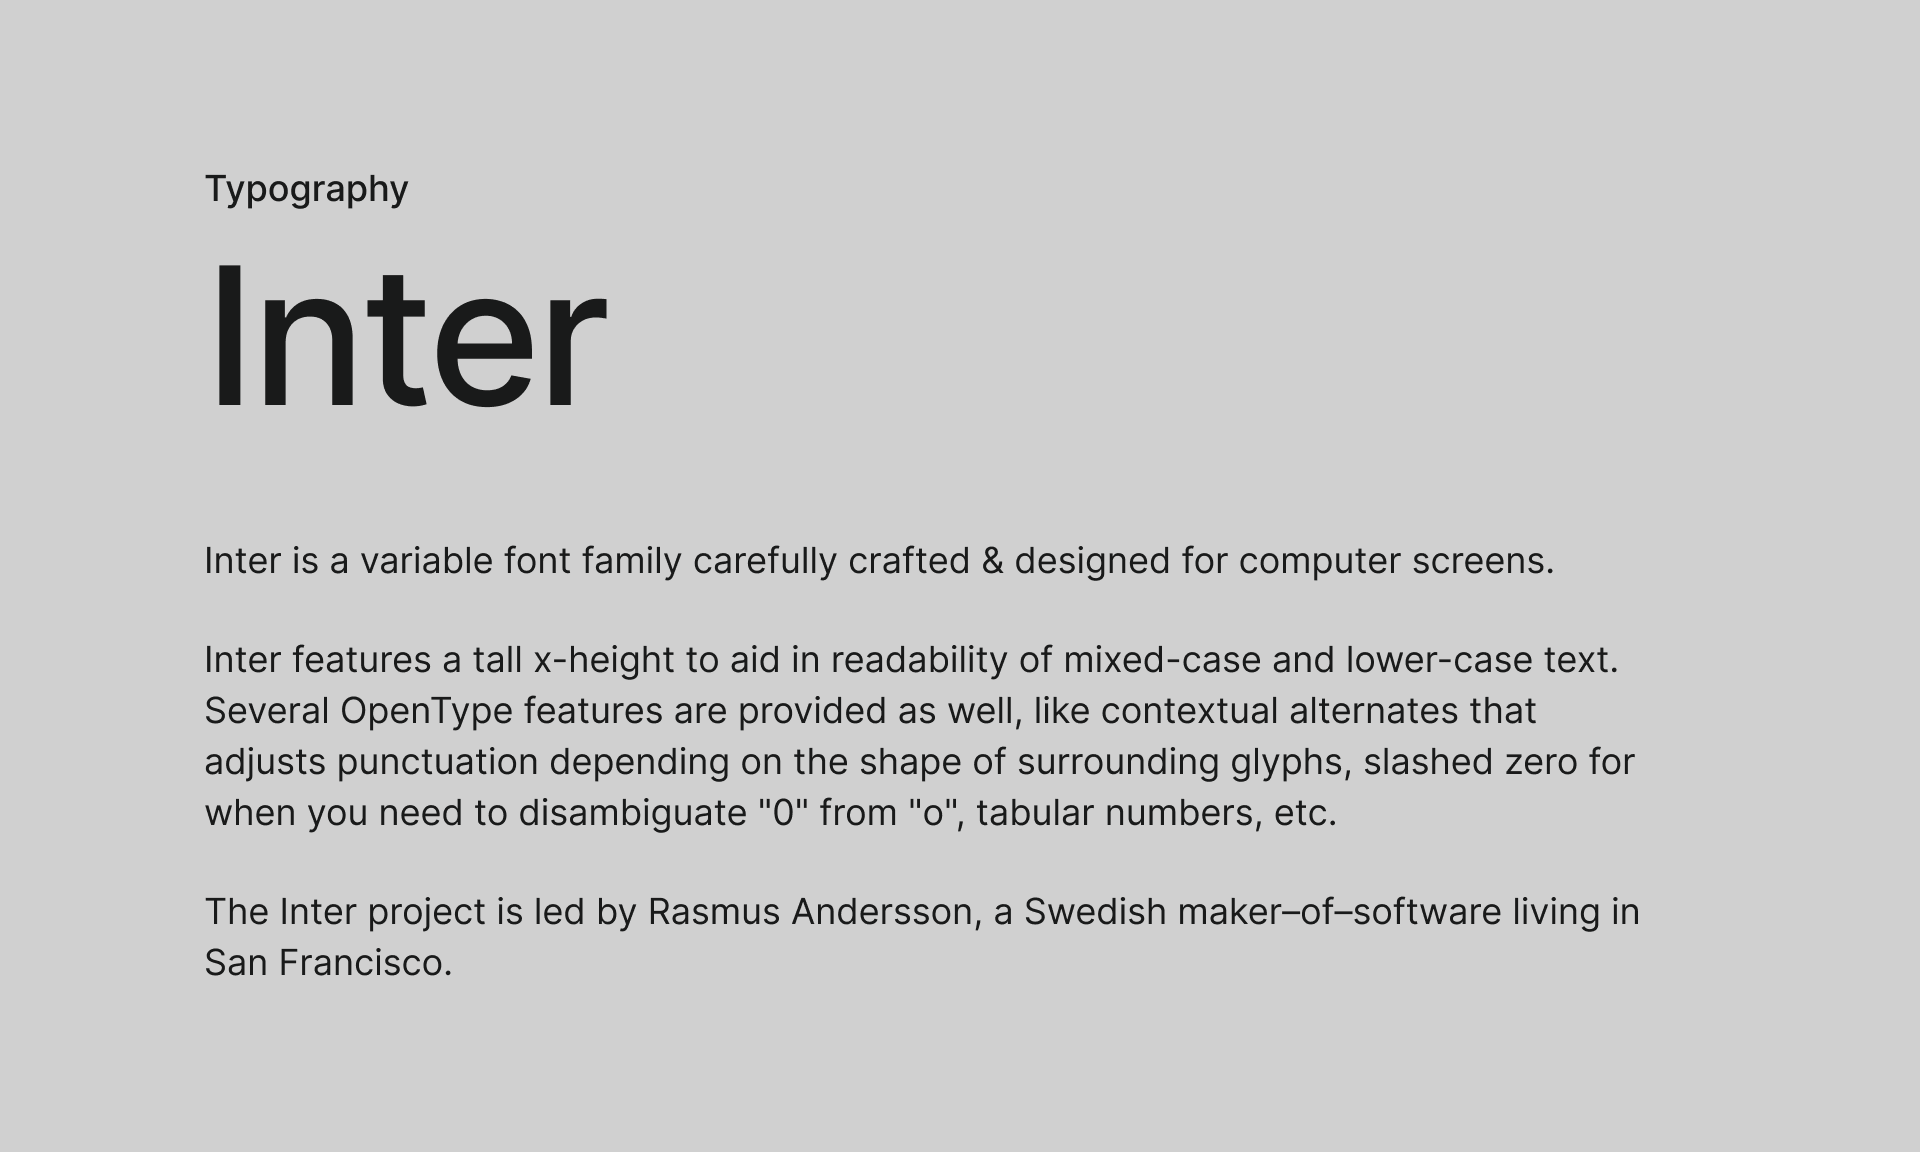 Typography
Inter
Inter is a variable font family carefully crafted & designed for computer screens.
Inter features a tall x-height to aid in readability of mixed-case and lower-case text.
Several OpenType features are provided as well, like contextual alternates that
adjusts punctuation depending on the shape of surrounding glyphs, slashed zero for
when you need to disambiguate "0" from "o", tabular numbers, etc.
The Inter project is led by Rasmus Andersson, a Swedish maker–of–software living in
San Francisco.